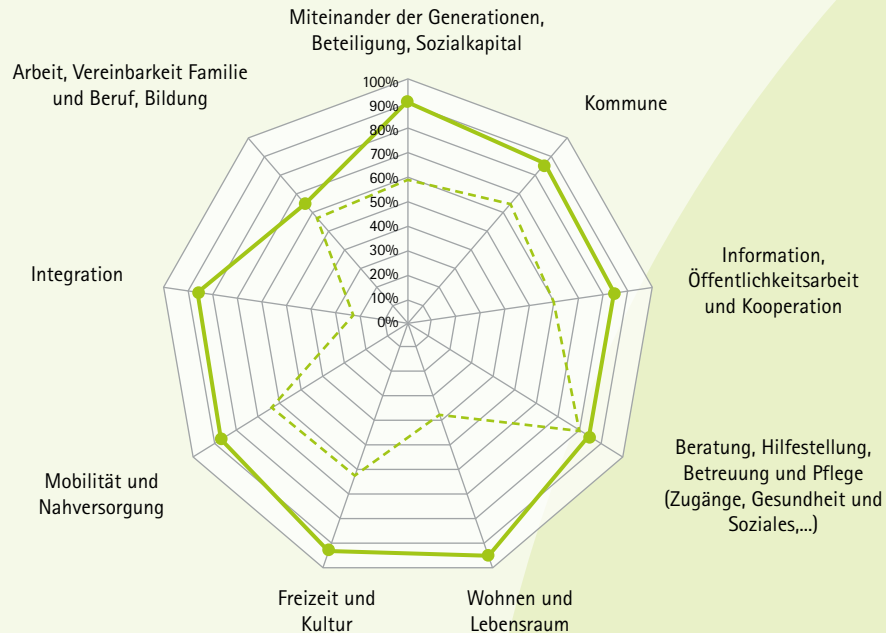 Miteinander der Generationen,
Beteiligung, Sozialkapital
Arbeit, Vereinbarkeit Familie
und Beruf, Bildung
Kommune
100%
90%
80%
70%
60%
50%
40%
30%
20%
10%
0%
Integration
Information,
Öffentlichkeitsarbeit
und Kooperation
Mobilität und
Nahversorgung
Beratung, Hilfestellung,
Betreuung und Pflege
(Zugänge, Gesundheit und
Soziales,...)
Freizeit und
Kultur
Wohnen und
Lebensraum